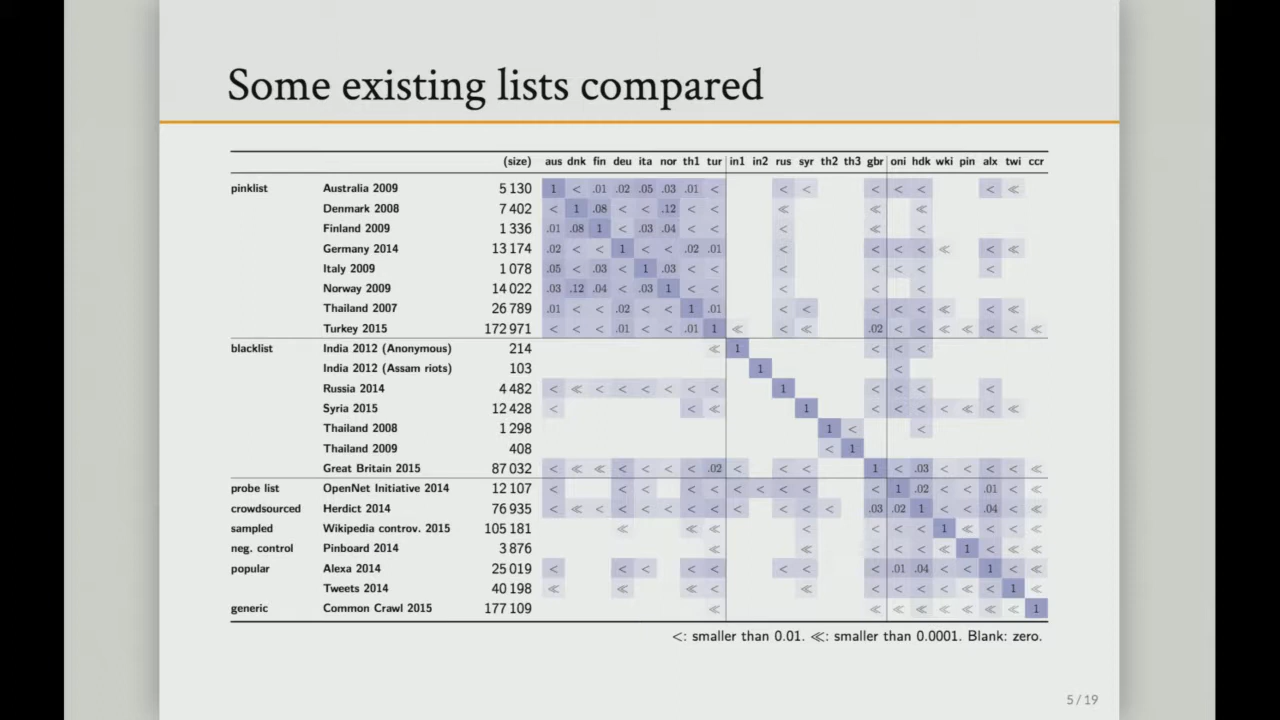 Some existing lists compared
(size) aus dnk fin deu ita nor th1 tur in1 in2 rus syr th2 th3 gbr oni hdk wki pin alx twi ccr
pinklist Australia 2009 5 130 1 < .01 .02 .05 .03 .01 < < < < < < < ≪
Denmark 2008 7 402 < 1 .08 < < .12 < < ≪ ≪ ≪
Finland 2009 1 336 .01 .08 1 < .03 .04 < < < ≪ <
Germany 2014 13 174 .02 < < 1 < < .02 .01 < < < < ≪ < ≪
Italy 2009 1 078 .05 < .03 < 1 .03 < < < < < < <
Norway 2009 14 022 .03 .12 .04 < .03 1 < < < < < <
Thailand 2007 26 789 .01 < < .02 < < 1 .01 < < < < < ≪ < ≪
Turkey 2015 172 971 < < < .01 < < .01 1 ≪ < ≪ .02 < < ≪ ≪ < < ≪
blacklist India 2012 (Anonymous) 214 ≪ 1 < < <
India 2012 (Assam riots) 103 1 <
Russia 2014 4 482 < ≪ < < < < < < 1 < < < <
Syria 2015 12 428 < < ≪ 1 < < < < ≪ < ≪
Thailand 2008 1 298 1 < <
Thailand 2009 408 < 1
Great Britain 2015 87 032 < ≪ ≪ < < < < .02 < < < 1 < .03 < < < < ≪
probe list OpenNet Initiative 2014 12 107 < < < < < < < < < < 1 .02 < < .01 < ≪
crowdsourced Herdict 2014 76 935 < ≪ < < < < < < < < < < .03 .02 1 < < .04 < ≪
sampled Wikipedia controv. 2015 105 181 ≪ ≪ ≪ < < < < 1 < < < ≪
neg. control Pinboard 2014 3 876 ≪ ≪ < < < < 1 < < ≪
popular Alexa 2014 25 019 < < < < < < < < .01 .04 < < 1 < ≪
Tweets 2014 40 198 ≪ ≪ ≪ < ≪ < < < < < < 1 ≪
generic Common Crawl 2015 177 109 ≪ ≪ ≪ ≪ ≪ ≪ ≪ ≪ 1
<: smaller than 0.01. ≪: smaller than 0.0001. Blank: zero.
5 / 19